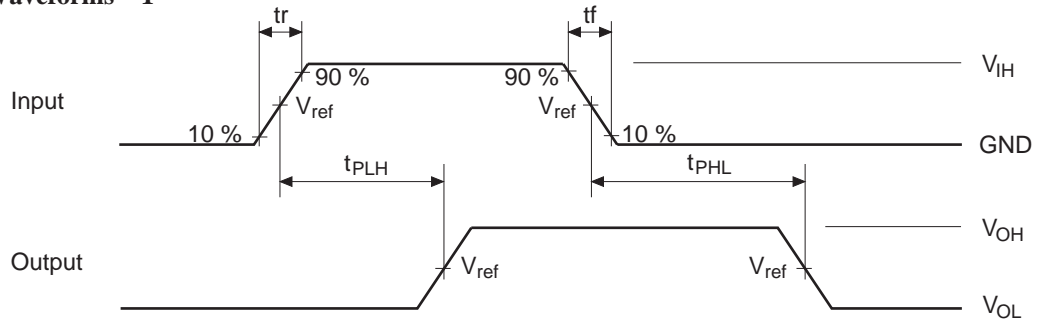 Waveforms – 1
tr
tf
90 %
90 %
V_IH
Input
V_ref
V_ref
10 %
10 %
GND
t_PLH
t_PHL
V_OH
Output
V_ref
V_ref
V_OL